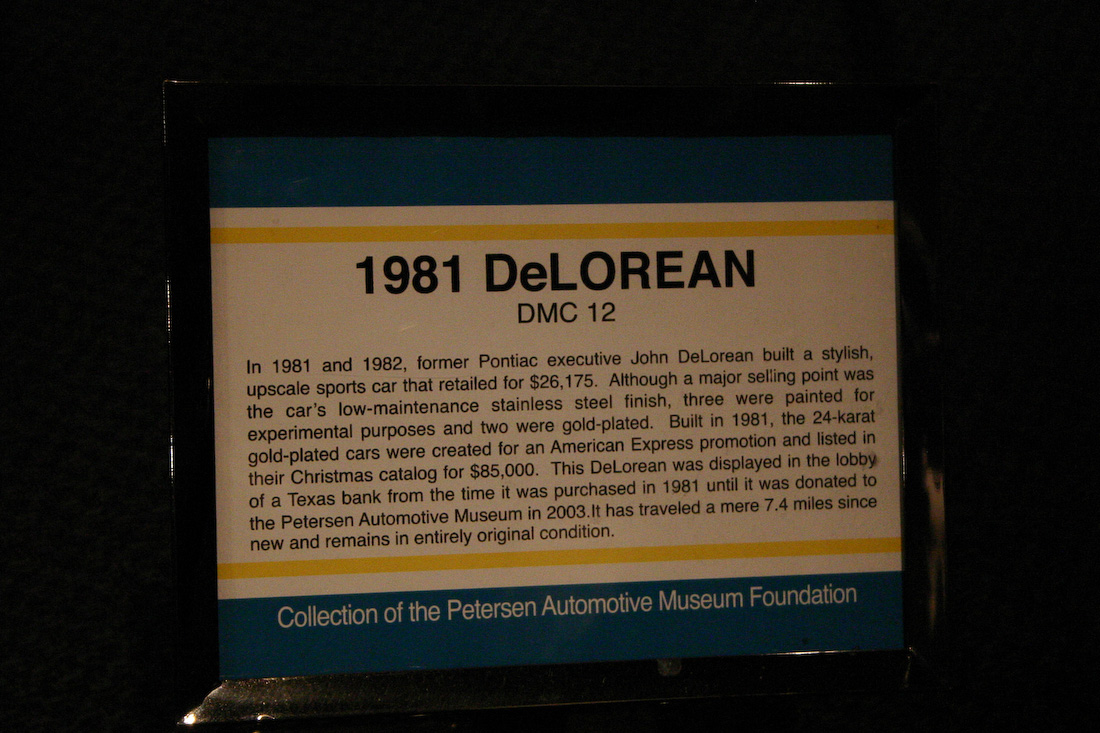 1981 DeLOREAN
DMC 12
In 1981 and 1982, former Pontiac executive John DeLorean built a stylish,
upscale sports car that retailed for $26,175. Although a major selling point was
the car's low-maintenance stainless steel finish, three were painted for
experimental purposes and two were gold-plated. Built in 1981, the 24-karat
gold-plated cars were created for an American Express promotion and listed in
their Christmas catalog for $85,000. This DeLorean was displayed in the lobby
of a Texas bank from the time it was purchased in 1981 until it was donated to
the Petersen Automotive Museum in 2003.It has traveled a mere 7.4 miles since
new and remains in entirely original condition.
Collection of the Petersen Automotive Museum Foundation